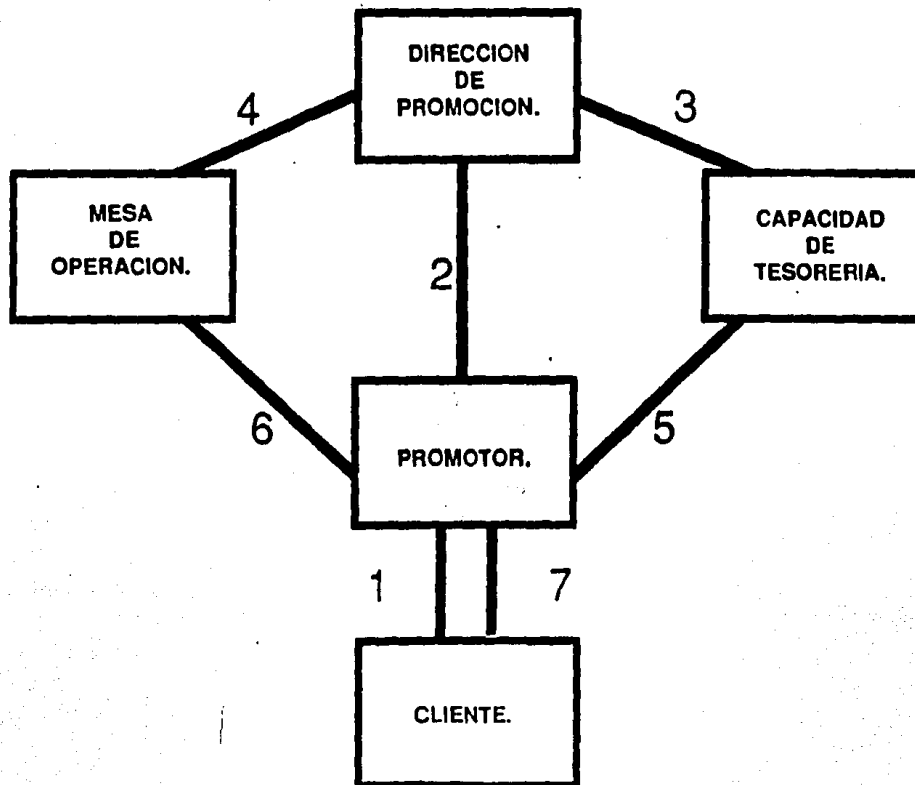 DIRECCION
DE
PROMOCION.
4
3
MESA
DE
OPERACION.
CAPACIDAD
DE
TESORERIA.
2
6
5
PROMOTOR.
1
7
CLIENTE.